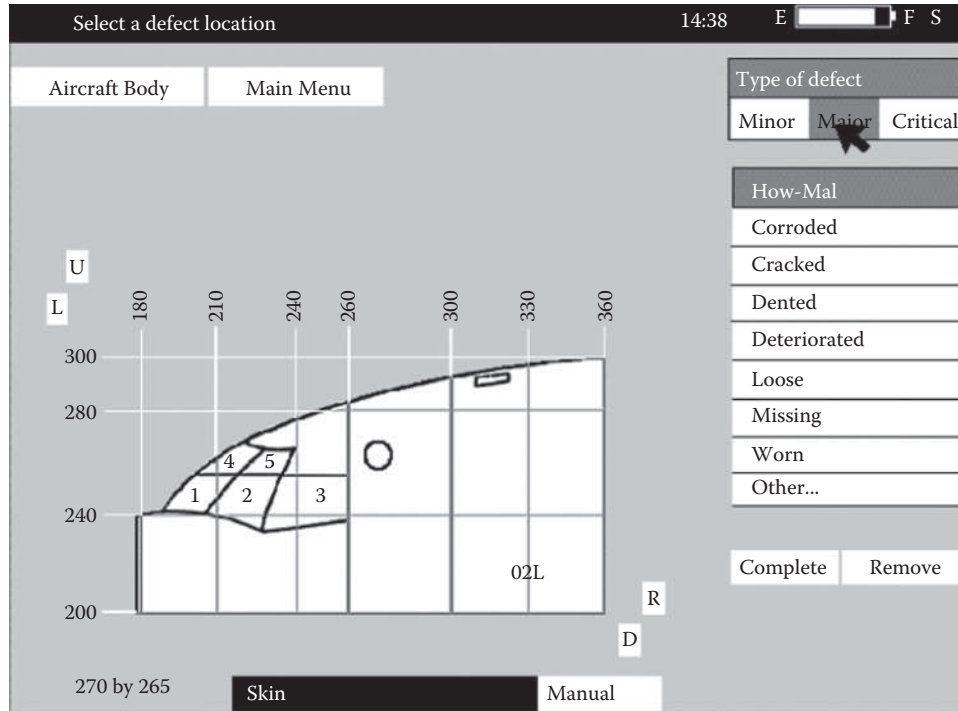 Select a defect location 14:38 E F S
Aircraft Body Main Menu
Type of defect
Minor Major Critical
How-Mal
Corroded
Cracked
Dented
Deteriorated
Loose
Missing
Worn
Other...
Complete Remove
U
L
180 210 240 260 300 330 360
300
280
240
200
4 5
1 2 3
02L
R
D
270 by 265 Skin Manual